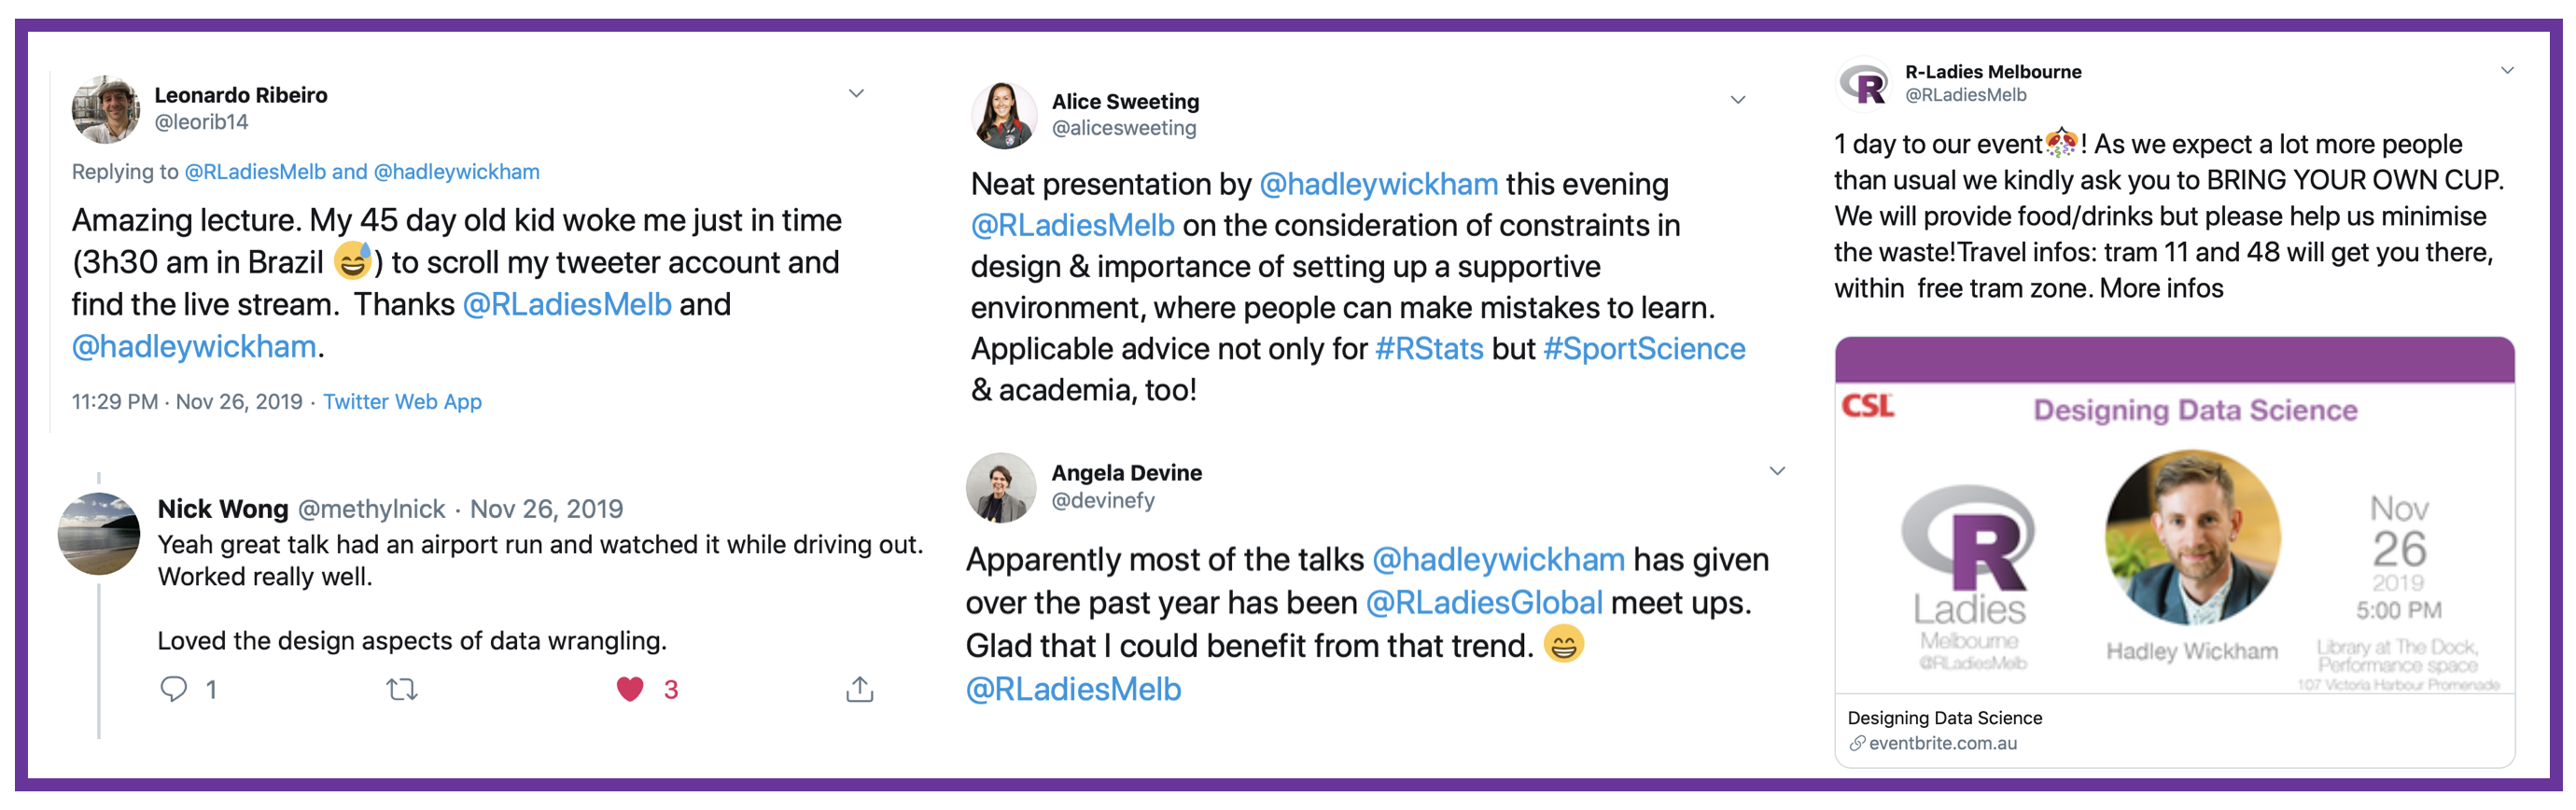 Leonardo Ribeiro
@leorib14
Replying to @RLadiesMelb and @hadleywickham
Amazing lecture. My 45 day old kid woke me just in time
(3h30 am in Brazil 😅) to scroll my tweeter account and
find the live stream.  Thanks @RLadiesMelb and
@hadleywickham.
11:29 PM · Nov 26, 2019 · Twitter Web App
Nick Wong @methylnick · Nov 26, 2019
Yeah great talk had an airport run and watched it while driving out.
Worked really well.
Loved the design aspects of data wrangling.
1
3
Alice Sweeting
@alicesweeting
Neat presentation by @hadleywickham this evening
@RLadiesMelb on the consideration of constraints in
design & importance of setting up a supportive
environment, where people can make mistakes to learn.
Applicable advice not only for #RStats but #SportScience
& academia, too!
Angela Devine
@devinefy
Apparently most of the talks @hadleywickham has given
over the past year has been @RLadiesGlobal meet ups.
Glad that I could benefit from that trend. 😁
@RLadiesMelb
R
R-Ladies Melbourne
@RLadiesMelb
1 day to our event🎊! As we expect a lot more people
than usual we kindly ask you to BRING YOUR OWN CUP.
We will provide food/drinks but please help us minimise
the waste!Travel infos: tram 11 and 48 will get you there,
within  free tram zone. More infos
CSL
Designing Data Science
R
Ladies
Melbourne
@RLadiesMelb
Hadley Wickham
Nov
26
2019
5:00 PM
Library at The Dock,
Performance space
107 Victoria Harbour Promenade
Designing Data Science
eventbrite.com.au